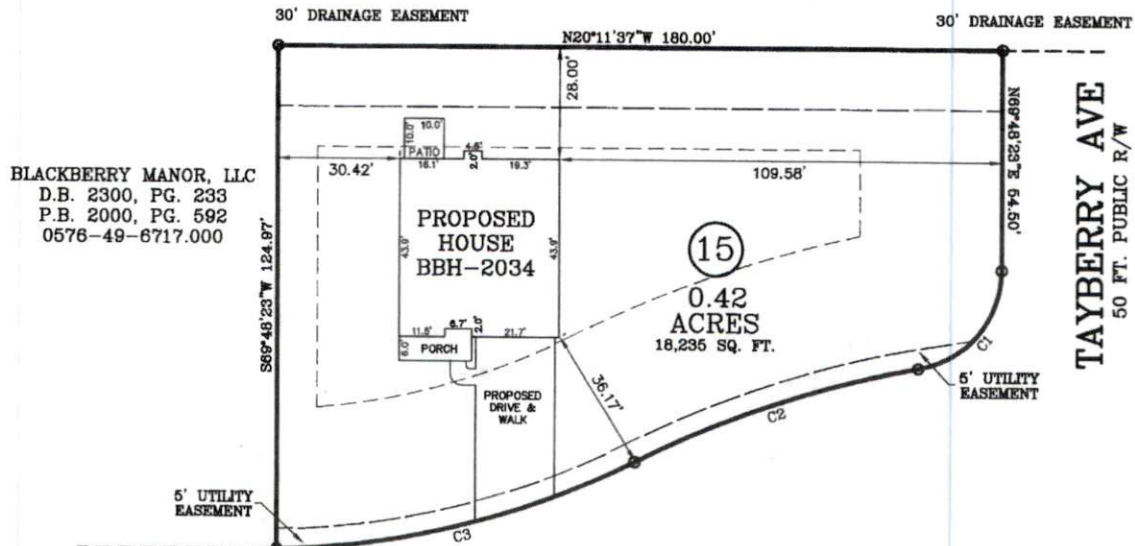 30' DRAINAGE EASEMENT
30' DRAINAGE EASEMENT
N20°11'37"W 180.00'
28.00'
N69°48'23"E 54.50'
TAYBERRY AVE
50 FT. PUBLIC R/W
10.0'
10.0'
PATIO
4.6'
2.0'
16.1'
19.3'
30.42'
109.58'
BLACKBERRY MANOR, LLC
D.B. 2300, PG. 233
P.B. 2000, PG. 592
0576-49-6717.000
S69°48'23"W 124.97'
PROPOSED
HOUSE
BBH-2034
43.9'
43.9'
15
0.42
ACRES
18,235 SQ. FT.
11.5'
6.7'
2.0'
21.7'
6.0'
PORCH
PROPOSED
DRIVE &
WALK
36.17'
C1
5' UTILITY
EASEMENT
C2
5' UTILITY
EASEMENT
C3